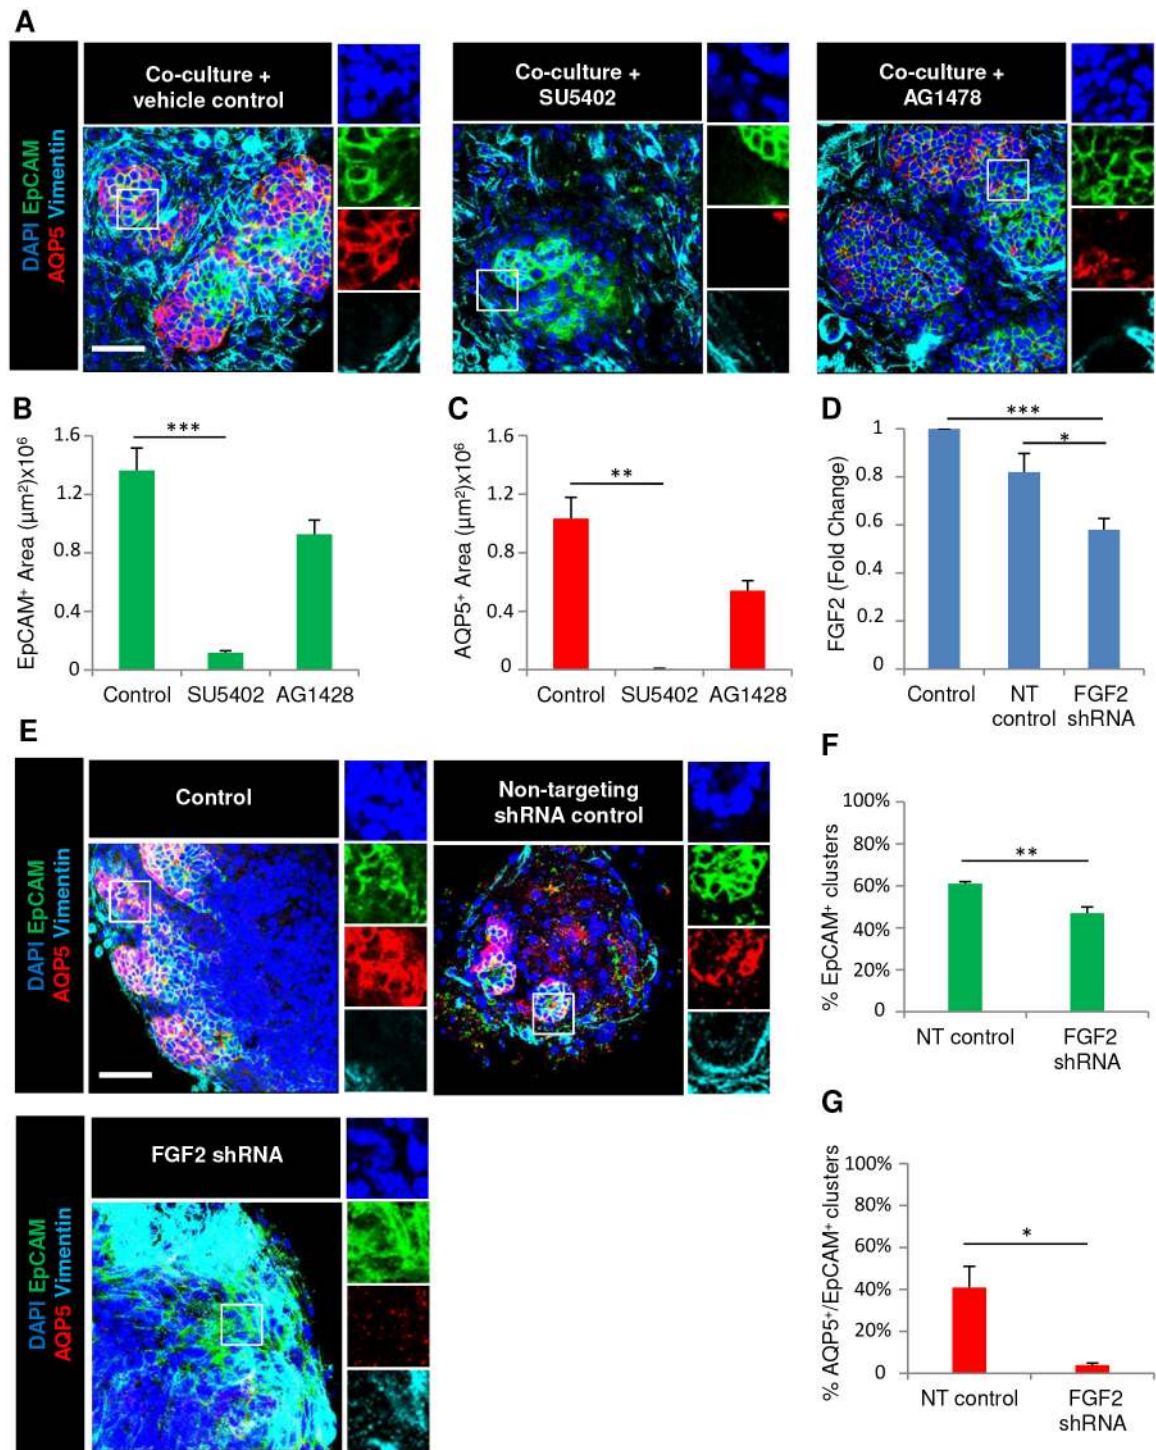 A
DAPI EpCAM
AQP5 Vimentin
Co-culture +
vehicle control
Co-culture +
SU5402
Co-culture +
AG1478
B
EpCAM⁺ Area (µm²)x10⁶
1.6
1.2
0.8
0.4
0
***
Control
SU5402
AG1428
C
AQP5⁺ Area (µm²)x10⁶
1.6
1.2
0.8
0.4
0
**
Control
SU5402
AG1428
D
FGF2 (Fold Change)
1
0.8
0.6
0.4
0.2
0
***
*
Control
NT
control
FGF2
shRNA
E
DAPI EpCAM
AQP5 Vimentin
Control
Non-targeting
shRNA control
DAPI EpCAM
AQP5 Vimentin
FGF2 shRNA
F
% EpCAM⁺ clusters
100%
80%
60%
40%
20%
0
**
NT control
FGF2
shRNA
G
% AQP5⁺/EpCAM⁺ clusters
100%
80%
60%
40%
20%
0
*
NT control
FGF2
shRNA